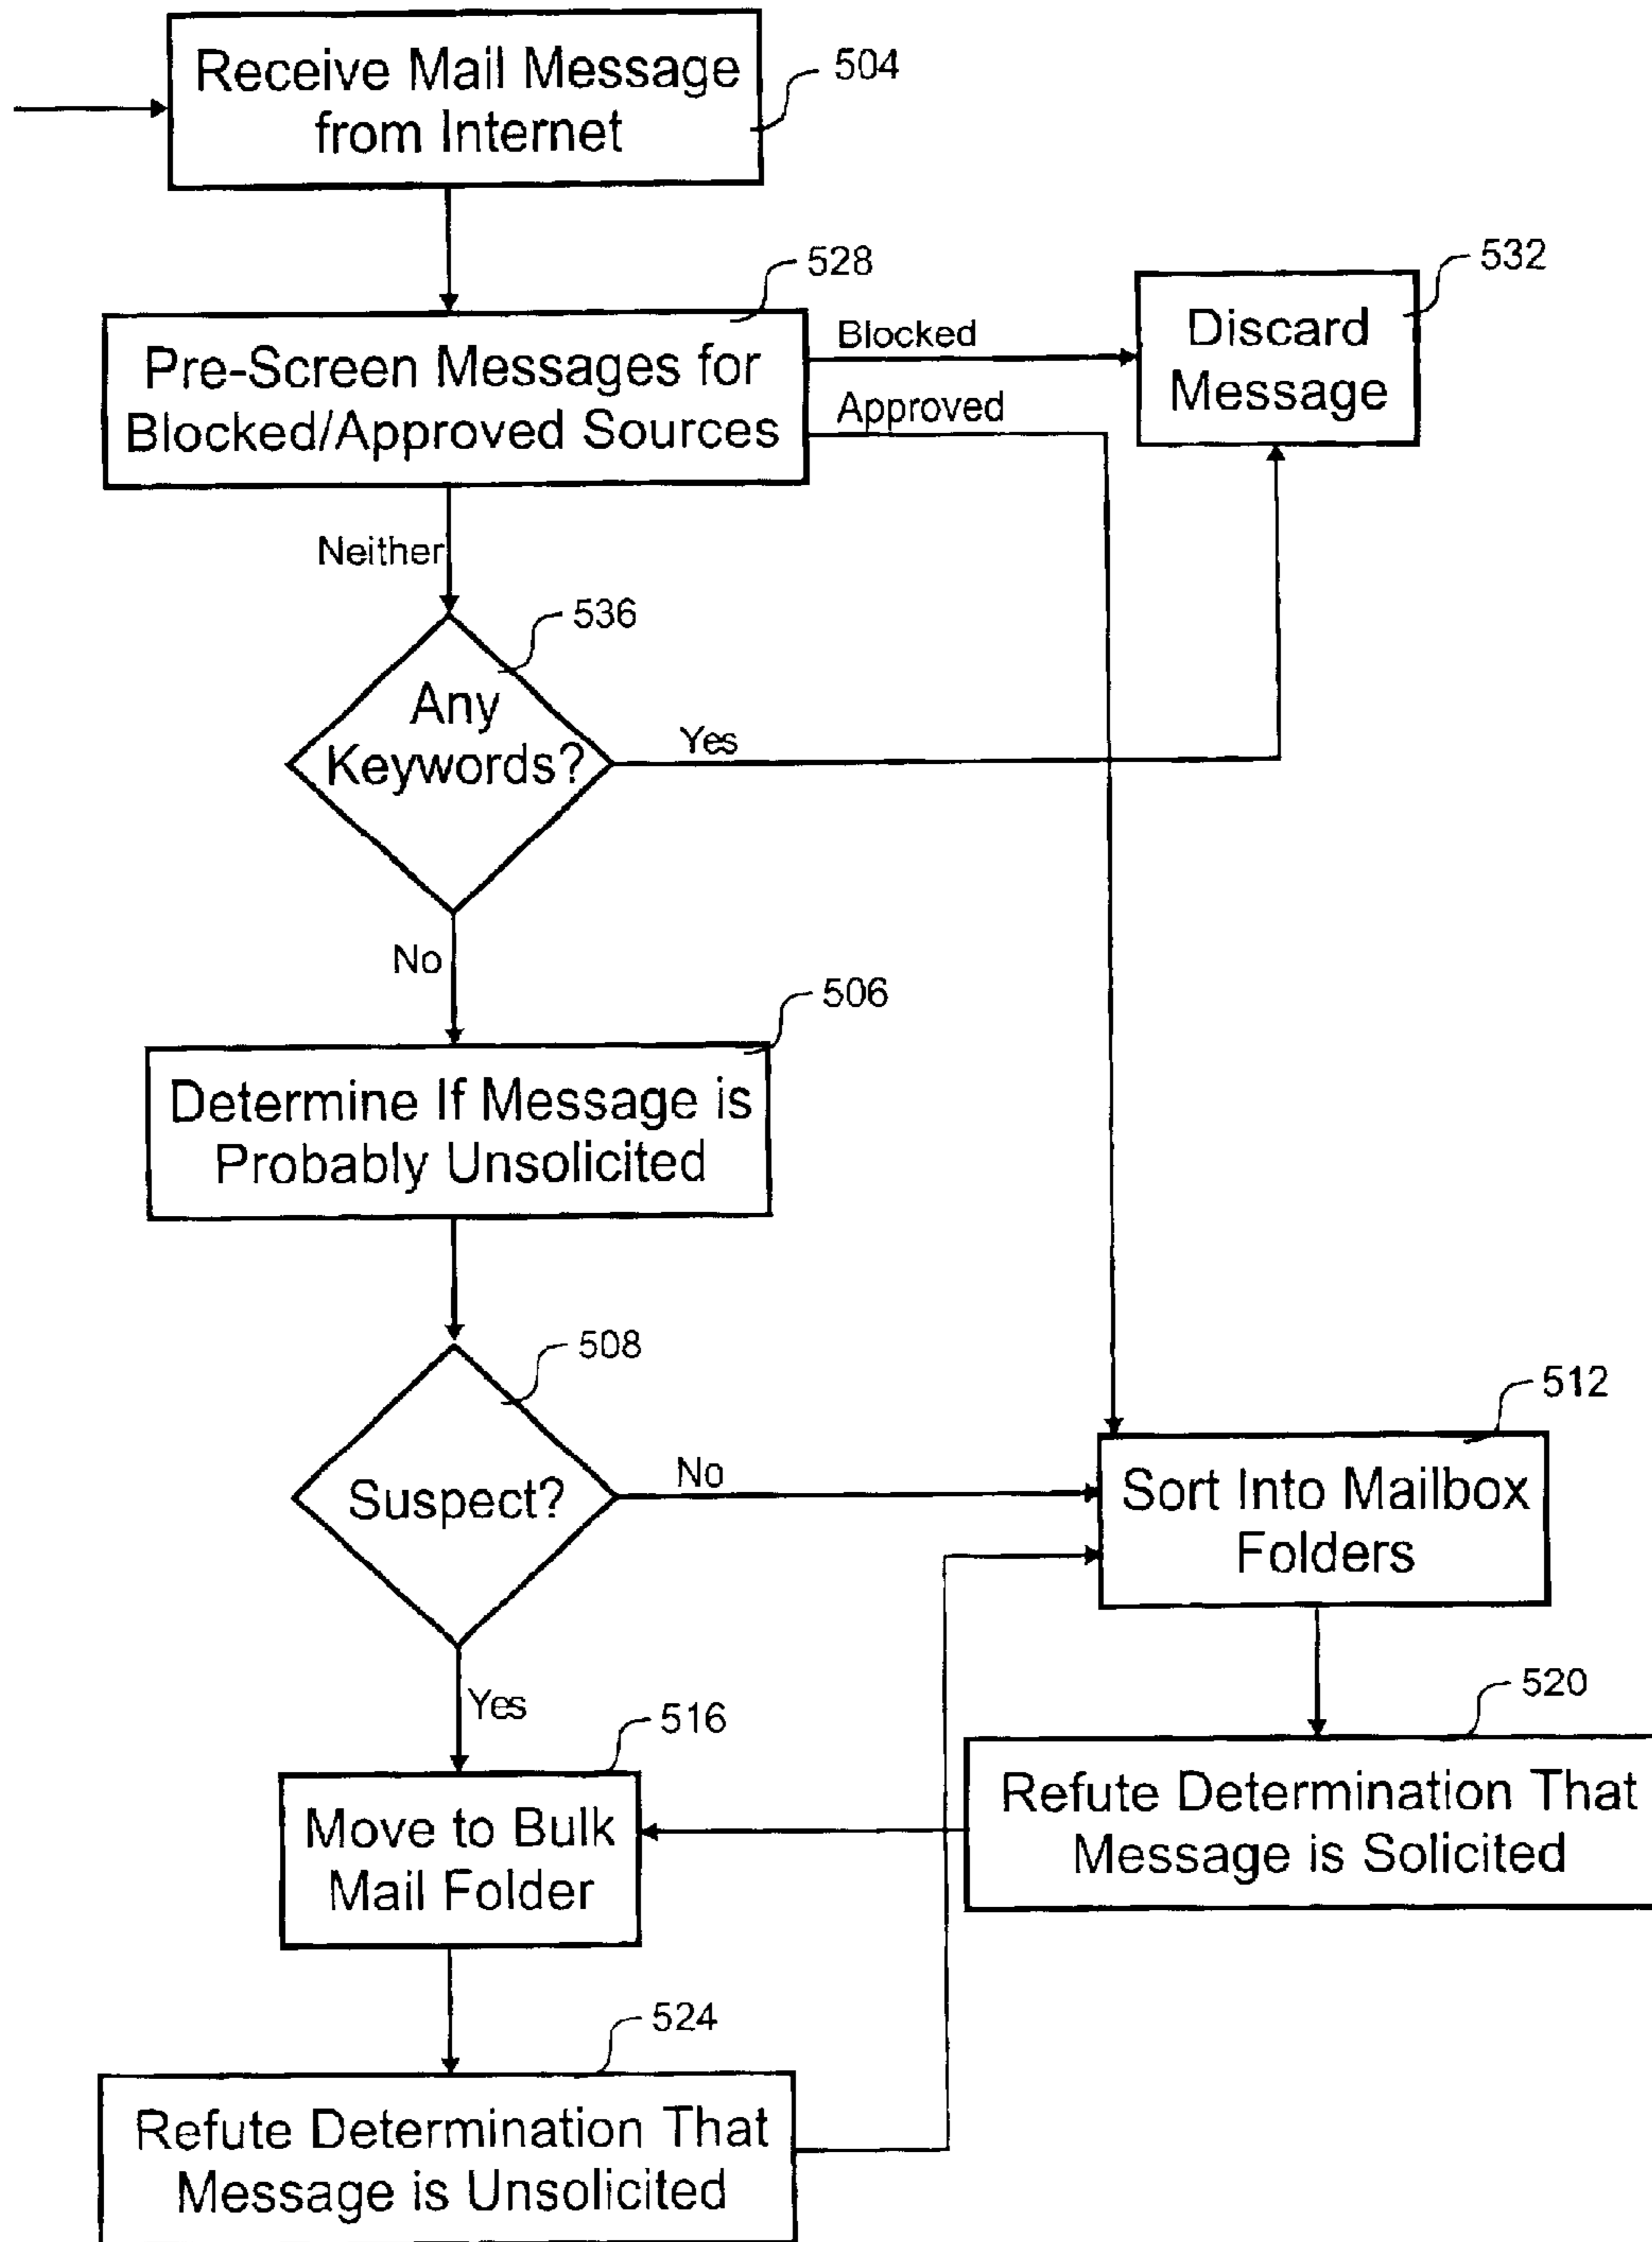 Receive Mail Message
from Internet
504
528
Pre-Screen Messages for
Blocked/Approved Sources
Blocked
Approved
532
Discard
Message
Neither
536
Any
Keywords?
Yes
No
506
Determine If Message is
Probably Unsolicited
508
Suspect?
No
512
Sort Into Mailbox
Folders
Yes
516
Move to Bulk
Mail Folder
520
Refute Determination That
Message is Solicited
524
Refute Determination That
Message is Unsolicited